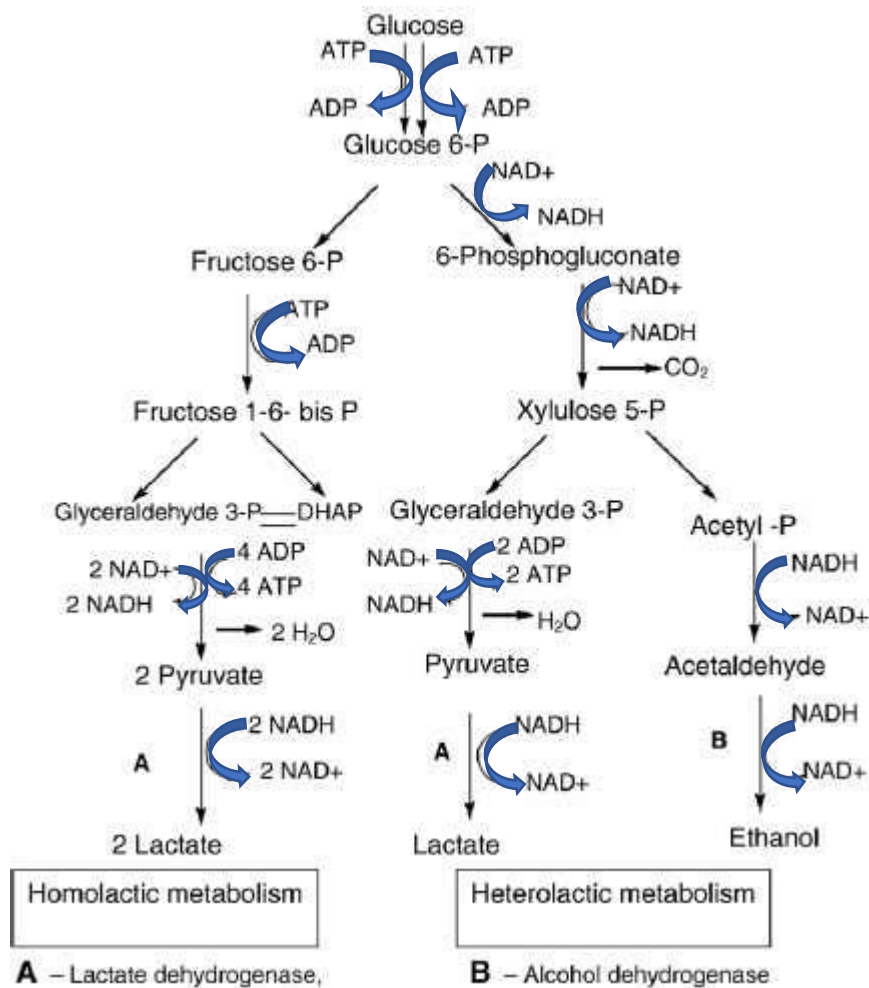 Glucose
ATP
ATP
ADP
ADP
Glucose 6-P
NAD+
NADH
Fructose 6-P
6-Phosphogluconate
ATP
ADP
NAD+
NADH
CO₂
Fructose 1-6- bis P
Xylulose 5-P
Glyceraldehyde 3-P
DHAP
Glyceraldehyde 3-P
Acetyl -P
2 NAD+
4 ADP
2 NADH
4 ATP
2 H₂O
NAD+
2 ADP
NADH
2 ATP
H₂O
NADH
NAD+
2 Pyruvate
Pyruvate
Acetaldehyde
A
2 NADH
2 NAD+
A
NADH
NAD+
B
NADH
NAD+
2 Lactate
Lactate
Ethanol
Homolactic metabolism
Heterolactic metabolism
A – Lactate dehydrogenase,
B – Alcohol dehydrogenase